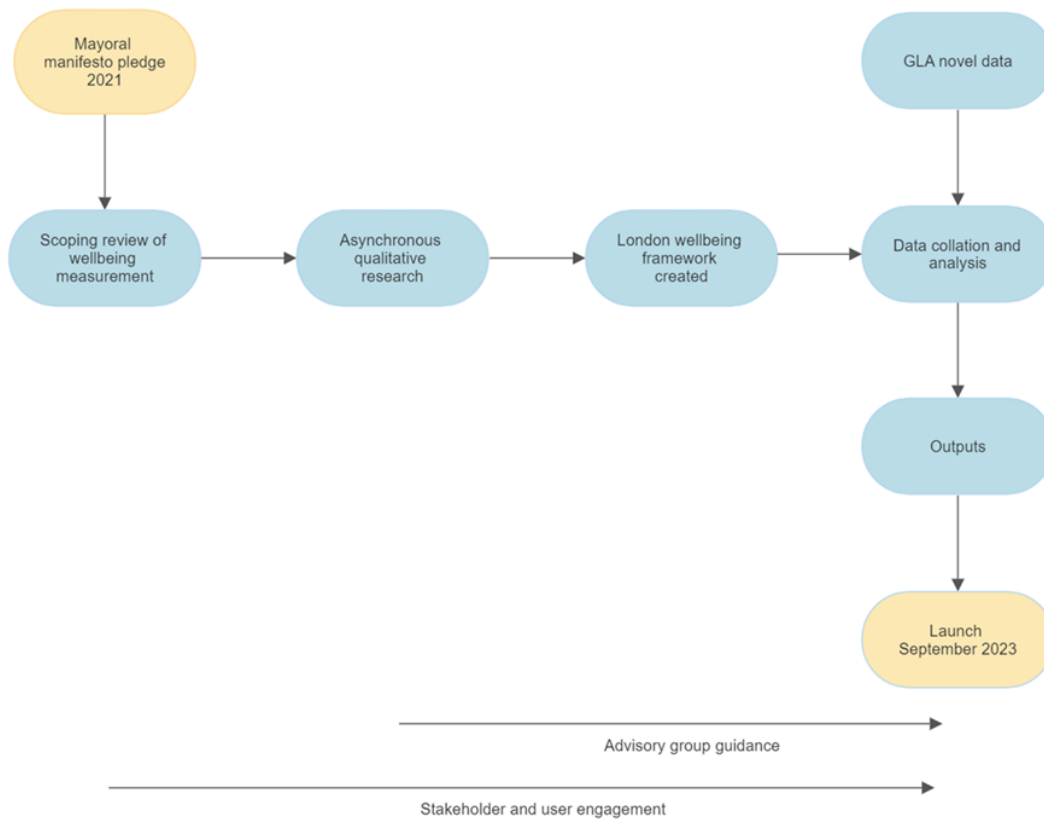 Mayoral
manifesto pledge
2021
GLA novel data
Scoping review of
wellbeing
measurement
Asynchronous
qualitative
research
London wellbeing
framework
created
Data collation and
analysis
Outputs
Launch
September 2023
Advisory group guidance
Stakeholder and user engagement